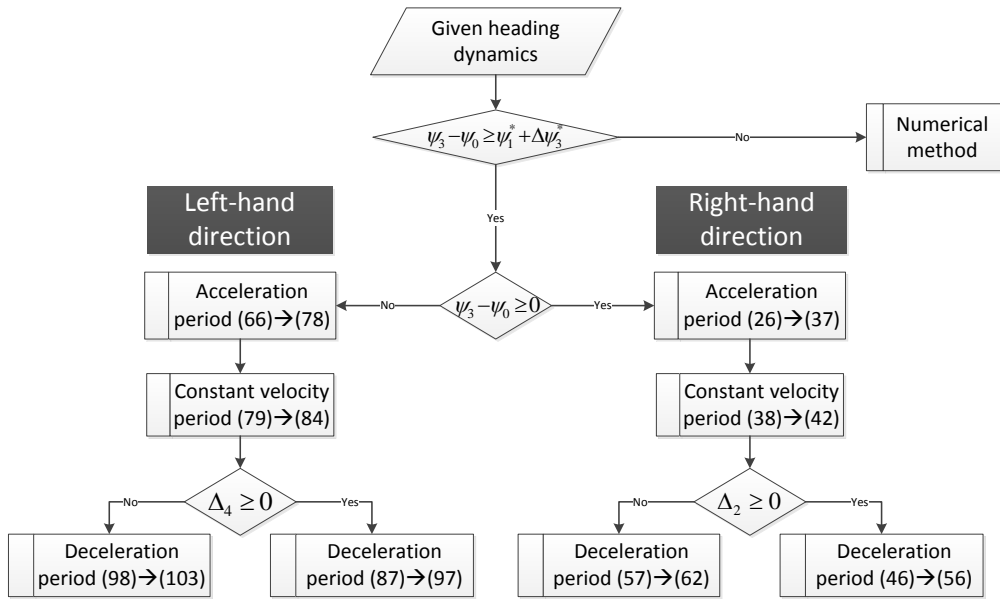 Given heading
dynamics
ψ₃ − ψ₀ ≥ ψ₁* + Δψ₃*
No
Numerical
method
Left-hand
direction
Yes
Right-hand
direction
Acceleration
period (66)→(78)
No
ψ₃ − ψ₀ ≥ 0
Yes
Acceleration
period (26)→(37)
Constant velocity
period (79)→(84)
Constant velocity
period (38)→(42)
No
Δ₄ ≥ 0
Yes
No
Δ₂ ≥ 0
Yes
Deceleration
period (98)→(103)
Deceleration
period (87)→(97)
Deceleration
period (57)→(62)
Deceleration
period (46)→(56)